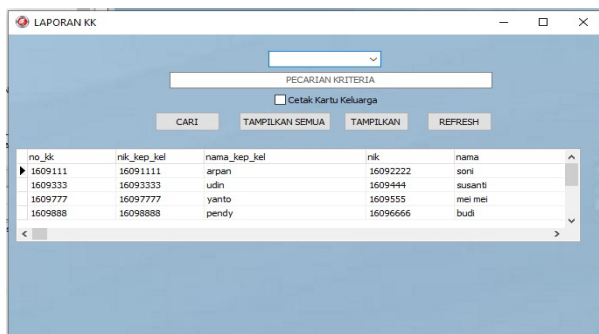 LAPORAN KK
PECARIAN KRITERIA
Cetak Kartu Keluarga
CARI TAMPILKAN SEMUA TAMPILKAN REFRESH
no_kk nik_kep_kel nama_kep_kel nik nama
1609111 16091111 arpan 16092222 soni
1609333 16093333 udin 1609444 susanti
1609777 16097777 yanto 1609555 mei mei
1609888 16098888 pendy 16096666 budi